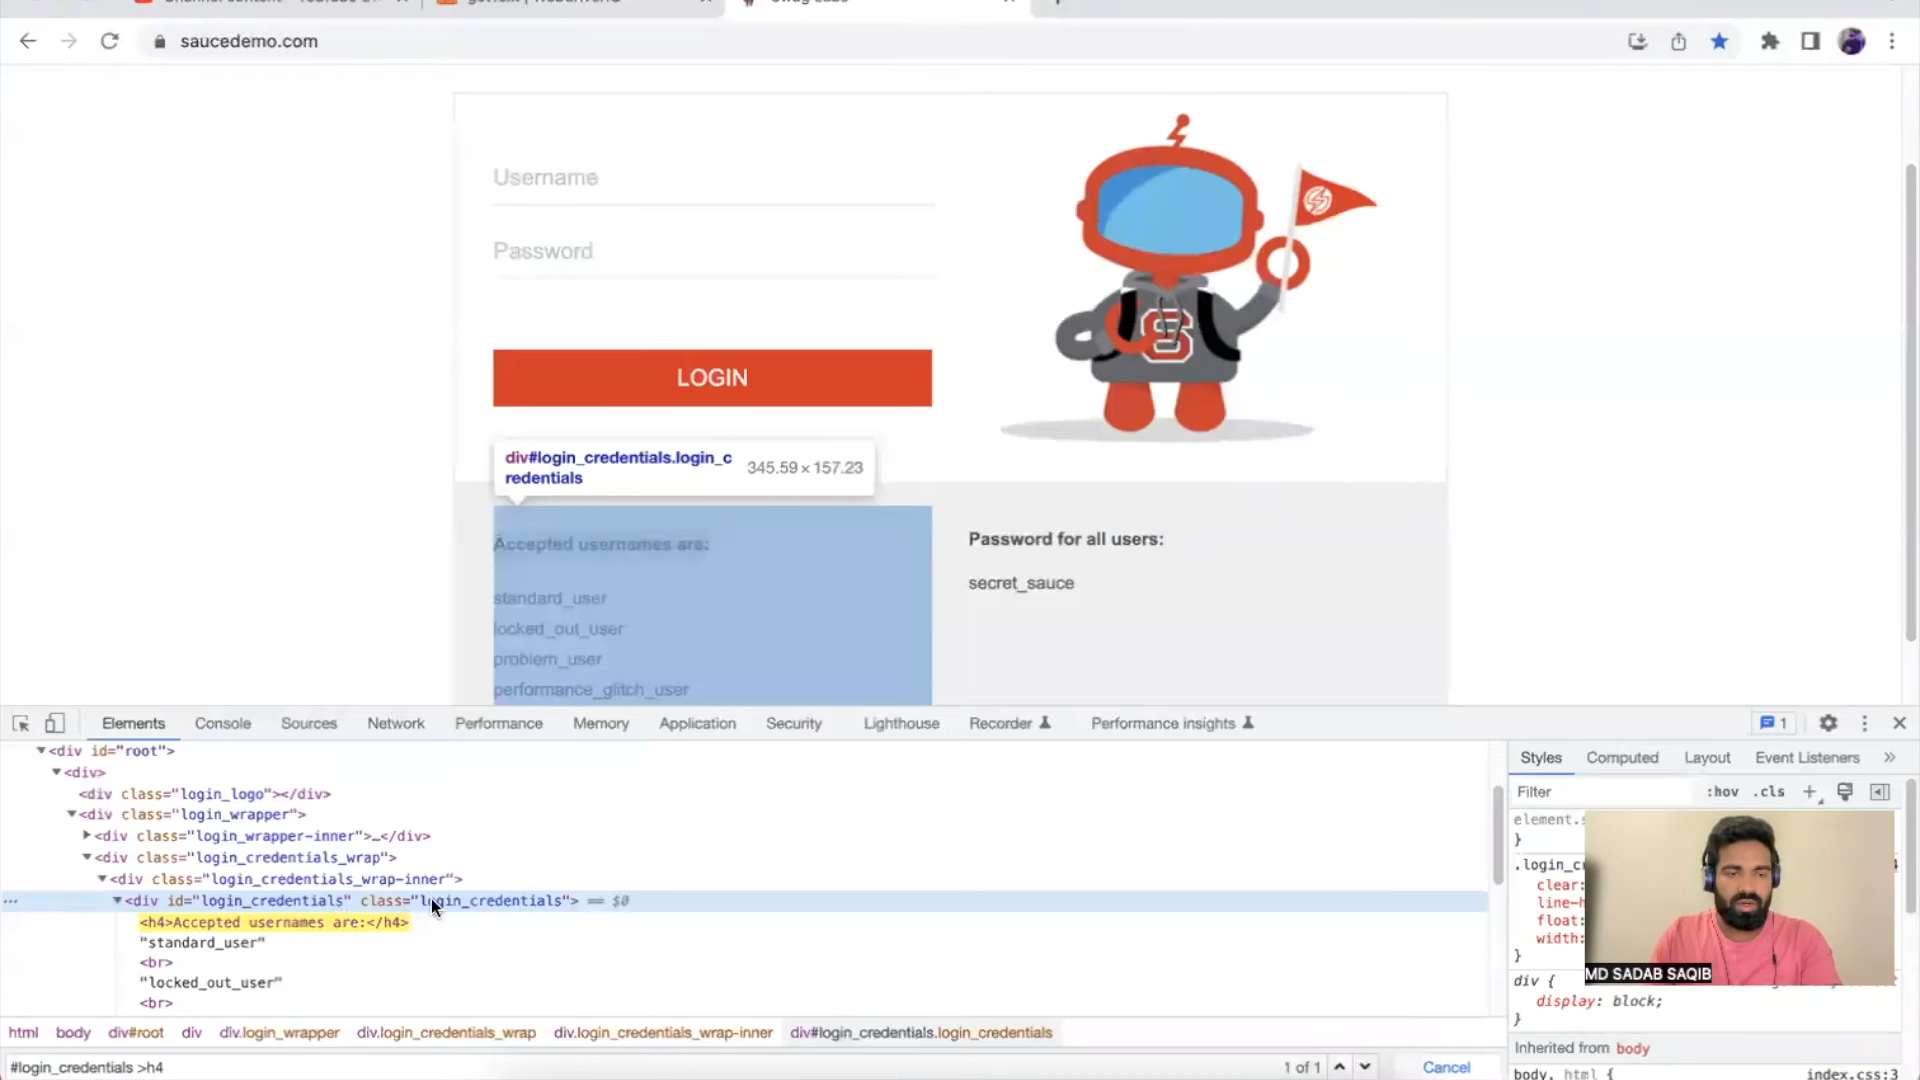 saucedemo.com
Username
Password
LOGIN
div#login_credentials.login_c
redentials
345.59 × 157.23
Accepted usernames are:
standard_user
locked_out_user
problem_user
performance_glitch_user
Password for all users:
secret_sauce
S
Elements Console Sources Network Performance Memory Application Security Lighthouse Recorder Performance insights 1
<div id="root">
<div>
<div class="login_logo"></div>
<div class="login_wrapper">
<div class="login_wrapper-inner">…</div>
<div class="login_credentials_wrap">
<div class="login_credentials_wrap-inner">
… <div id="login_credentials" class="login_credentials"> == $0
<h4>Accepted usernames are:</h4>
"standard_user"
<br>
"locked_out_user"
<br>
html body div#root div div.login_wrapper div.login_credentials_wrap div.login_credentials_wrap-inner div#login_credentials.login_credentials
#login_credentials >h4 1 of 1 Cancel
Styles Computed Layout Event Listeners »
Filter :hov .cls +
element.s
}
.login_c
clear:
line-h
float:
width:
}
MD SADAB SAQIB
div {
display: block;
}
Inherited from body
body, html { index.css:3